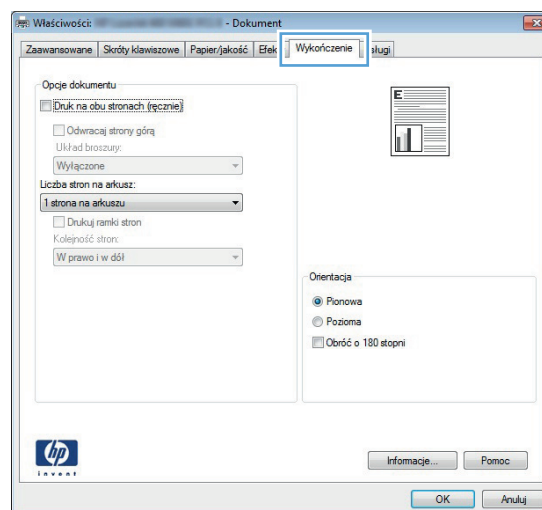 Właściwości: - Dokument
Zaawansowane Skróty klawiszowe Papier/jakość Efek Wykończenie sługi
Opcje dokumentu
Druk na obu stronach (ręcznie)
Odwracaj strony górą
Układ broszury:
Wyłączone
Liczba stron na arkusz:
1 strona na arkuszu
Drukuj ramki stron
Kolejność stron:
W prawo i w dół
E
Orientacja
Pionowa
Pozioma
Obróć o 180 stopni
hp
invent
Informacje... Pomoc
OK Anuluj